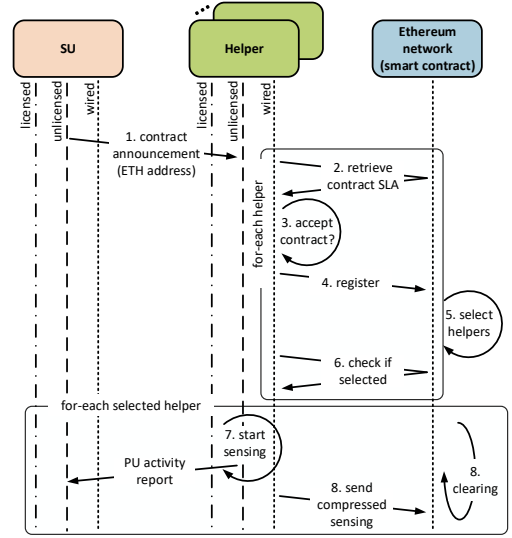 SU
Helper
Ethereum
network
(smart contract)
licensed
unlicensed
wired
licensed
unlicensed
wired
1. contract
announcement
(ETH address)
for-each helper
2. retrieve
contract SLA
3. accept
contract?
4. register
5. select
helpers
6. check if
selected
for-each selected helper
7. start
sensing
PU activity
report
8. send
compressed
sensing
8.
clearing